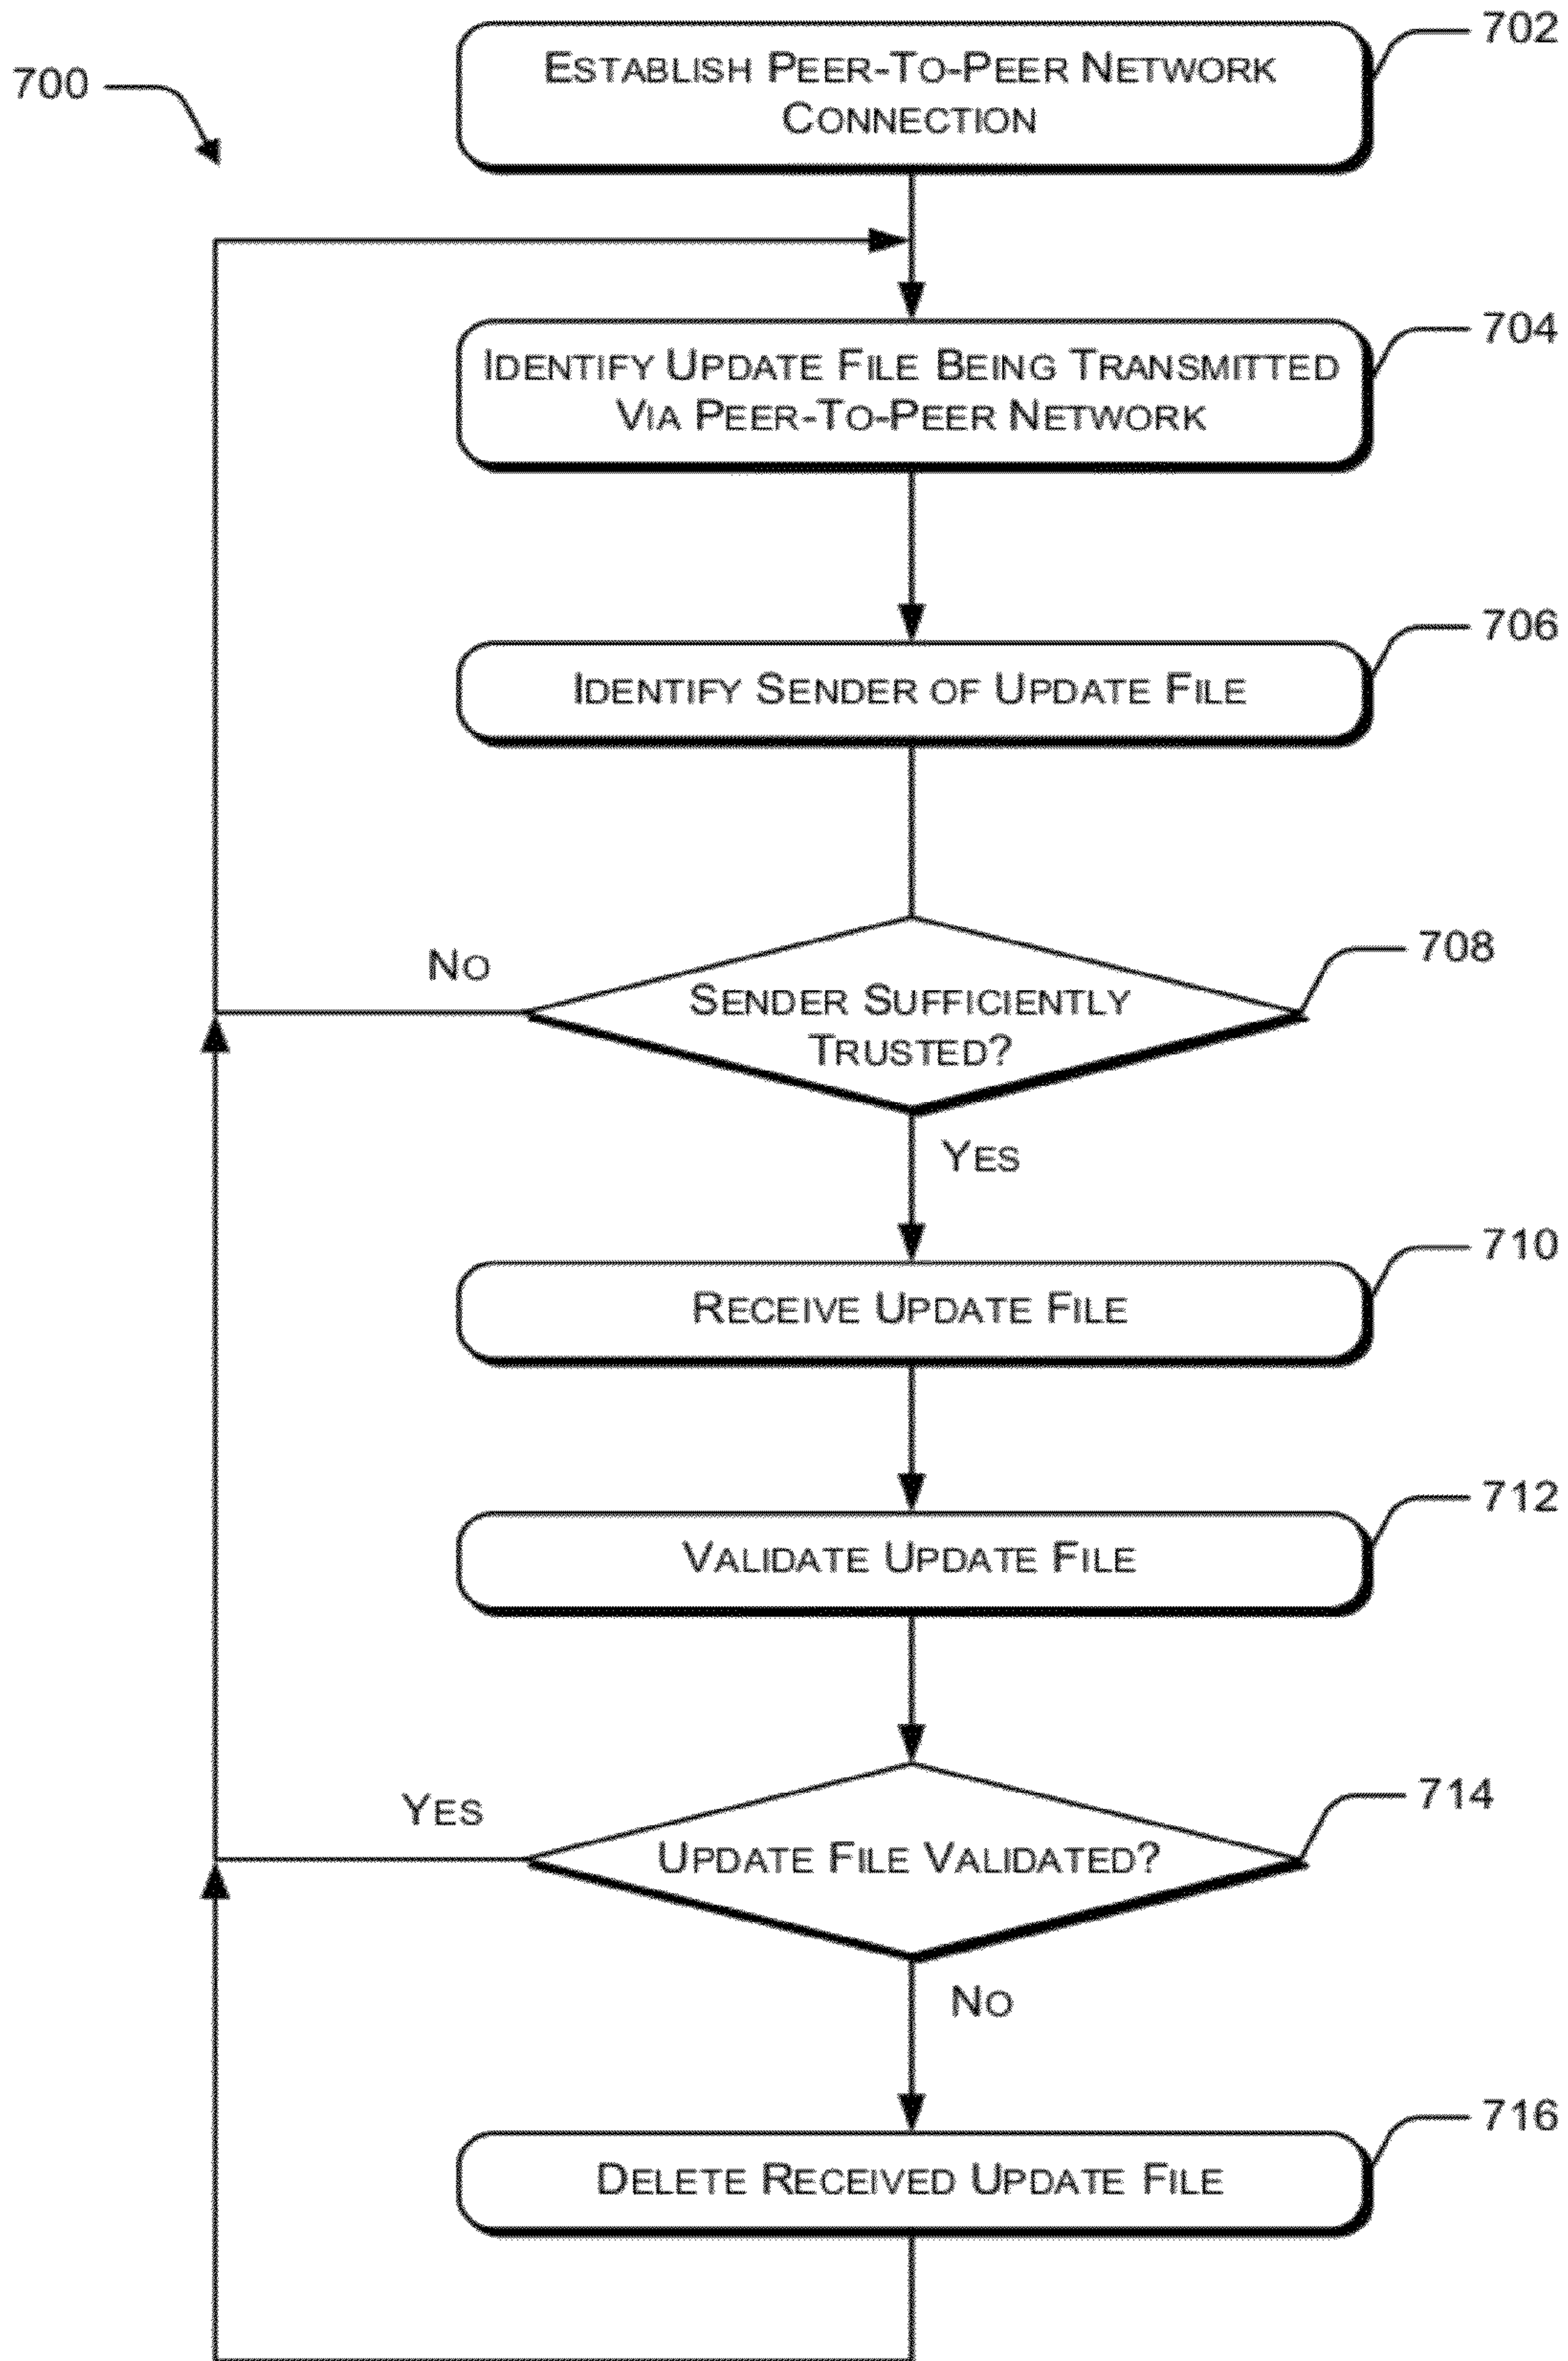 700
702
ESTABLISH PEER-TO-PEER NETWORK
CONNECTION
704
IDENTIFY UPDATE FILE BEING TRANSMITTED
VIA PEER-TO-PEER NETWORK
706
IDENTIFY SENDER OF UPDATE FILE
708
NO
SENDER SUFFICIENTLY
TRUSTED?
YES
710
RECEIVE UPDATE FILE
712
VALIDATE UPDATE FILE
714
YES
UPDATE FILE VALIDATED?
NO
716
DELETE RECEIVED UPDATE FILE